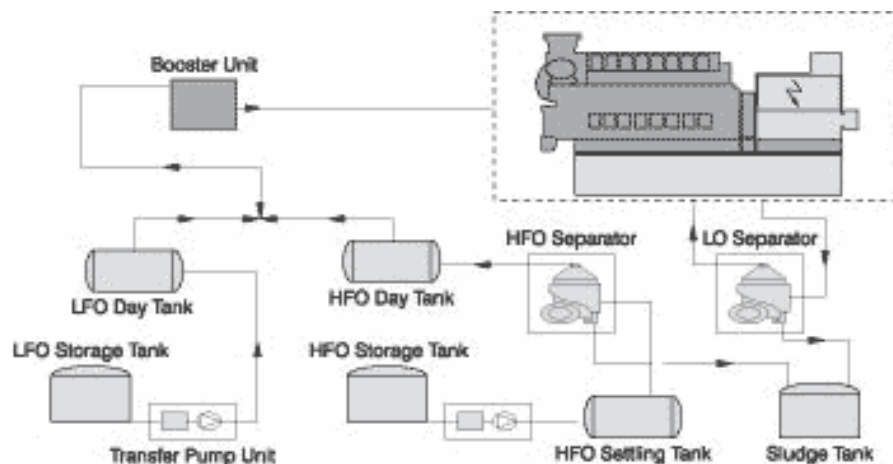 Booster Unit
HFO Separator
LO Separator
LFO Day Tank
HFO Day Tank
LFO Storage Tank
HFO Storage Tank
Transfer Pump Unit
HFO Settling Tank
Sludge Tank